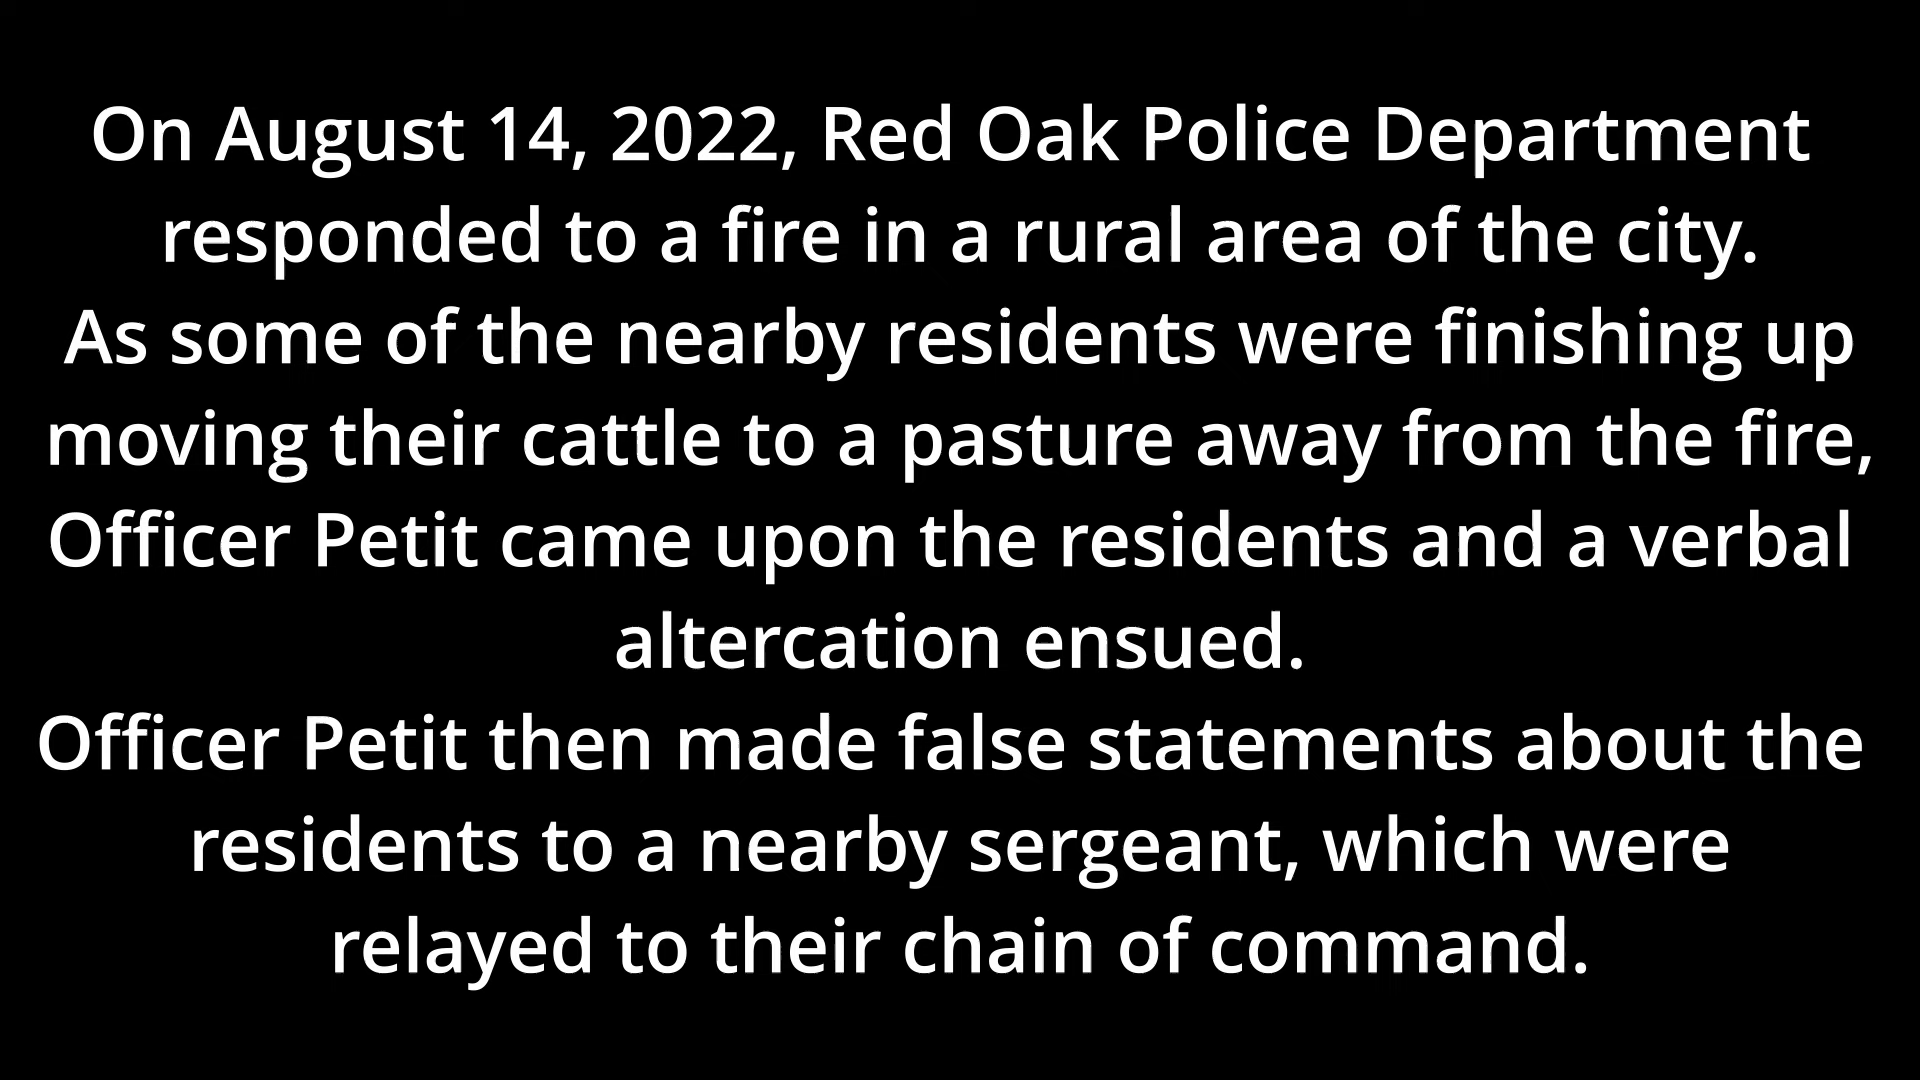 On August 14, 2022, Red Oak Police Department
responded to a fire in a rural area of the city.
As some of the nearby residents were finishing up
moving their cattle to a pasture away from the fire,
Officer Petit came upon the residents and a verbal
altercation ensued.
Officer Petit then made false statements about the
residents to a nearby sergeant, which were
relayed to their chain of command.